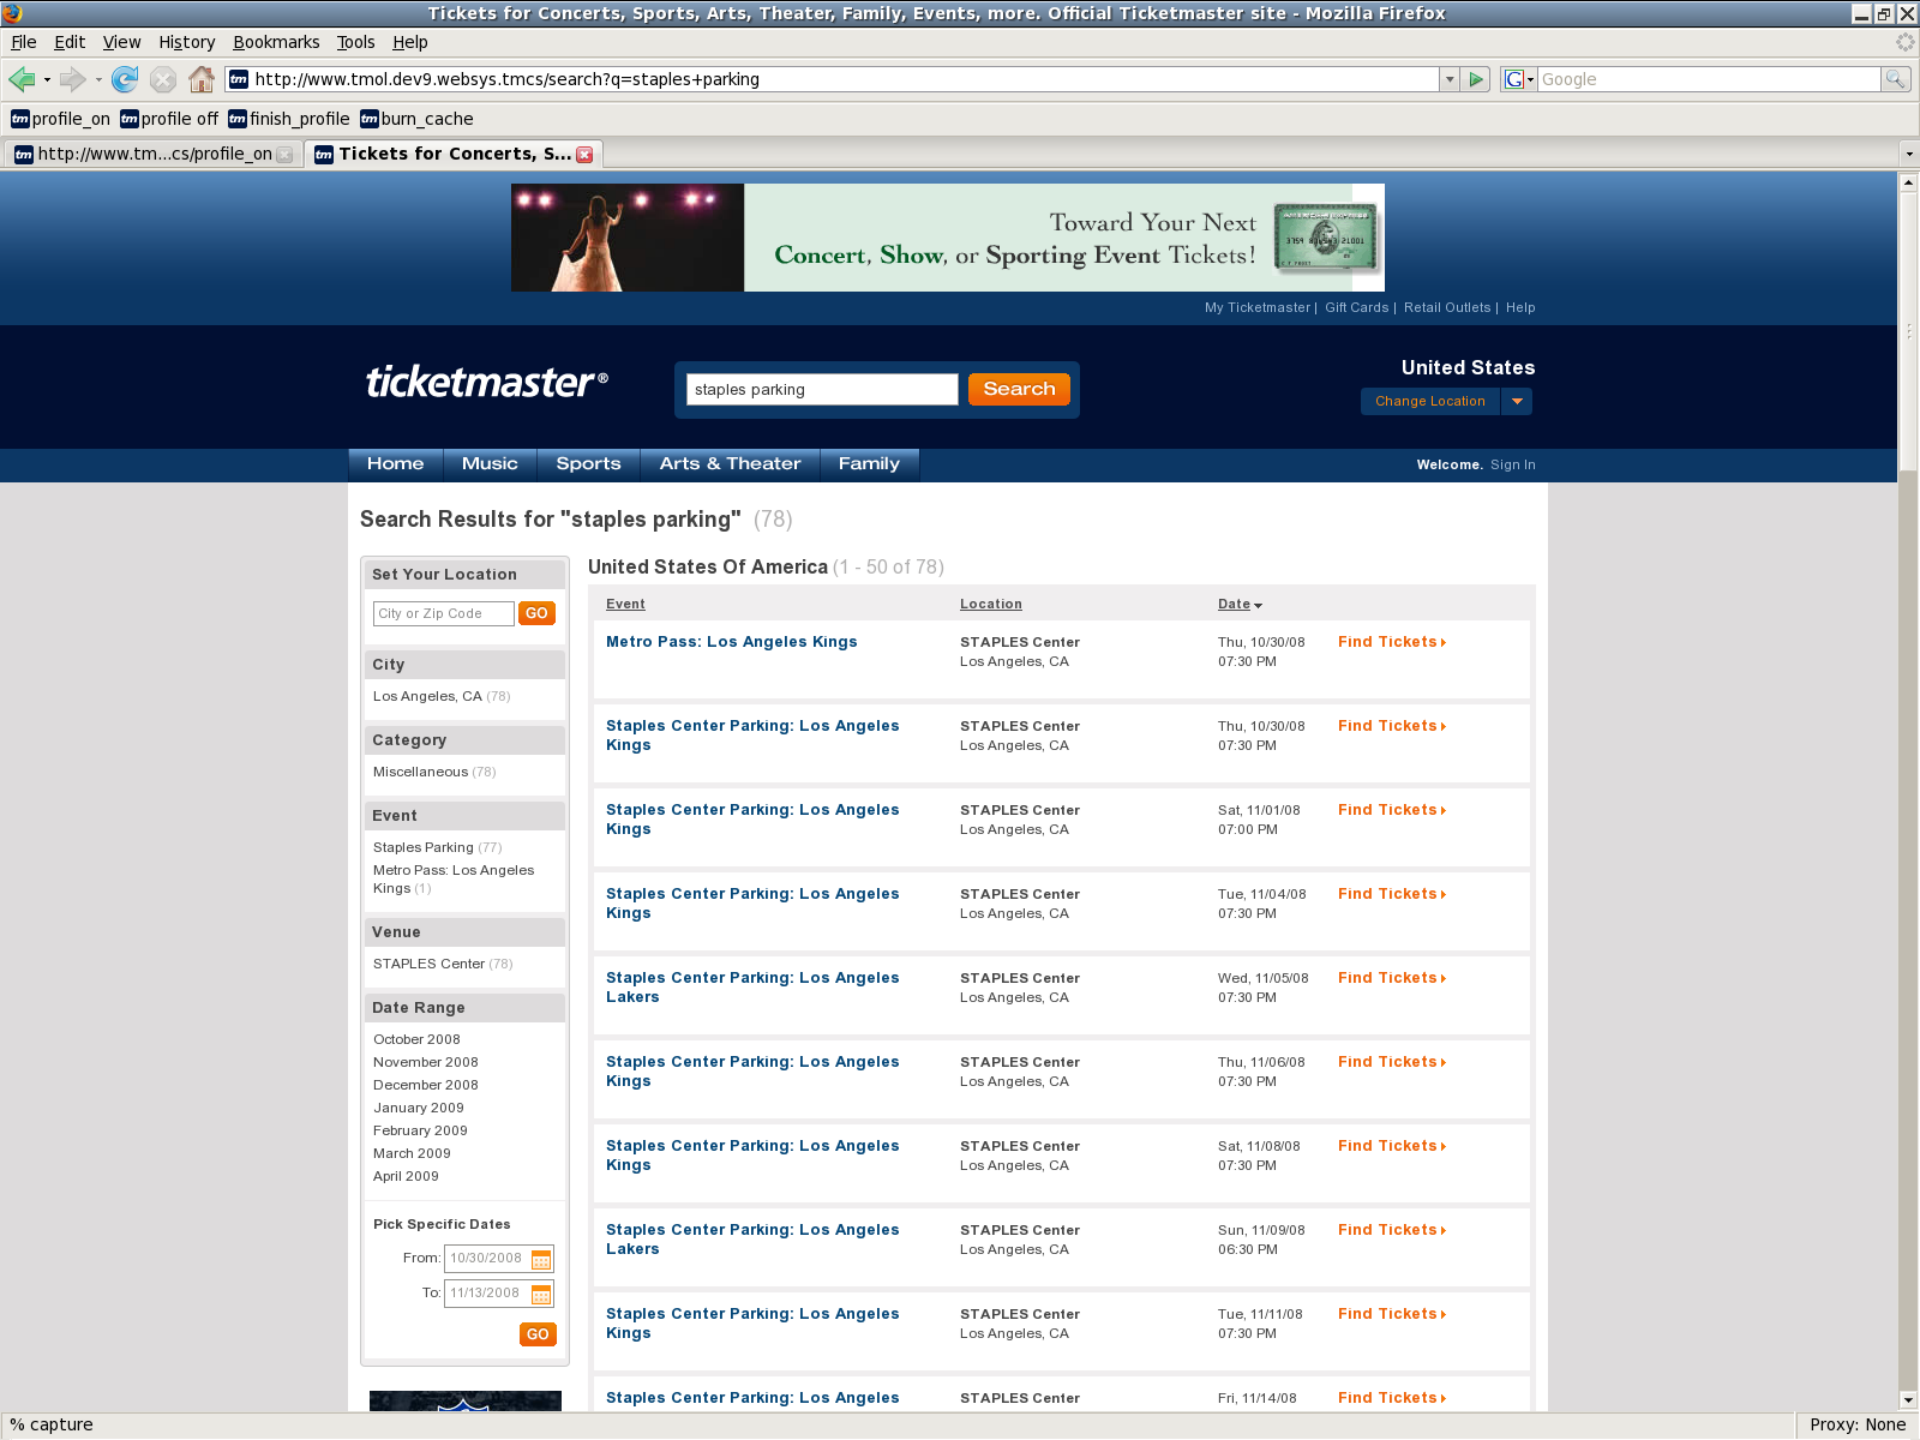 Tickets for Concerts, Sports, Arts, Theater, Family, Events, more. Official Ticketmaster site - Mozilla Firefox
File Edit View History Bookmarks Tools Help
tm http://www.tmol.dev9.websys.tmcs/search?q=staples+parking
G Google
tm profile_on tm profile off tm finish_profile tm burn_cache
tm http://www.tm...cs/profile_on tm Tickets for Concerts, S...
Toward Your Next
Concert, Show, or Sporting Event Tickets!
My Ticketmaster | Gift Cards | Retail Outlets | Help
ticketmaster®
staples parking Search
United States
Change Location
Home Music Sports Arts & Theater Family
Welcome. Sign In
Search Results for "staples parking" (78)
Set Your Location
City or Zip Code GO
City
Los Angeles, CA (78)
Category
Miscellaneous (78)
Event
Staples Parking (77)
Metro Pass: Los Angeles
Kings (1)
Venue
STAPLES Center (78)
Date Range
October 2008
November 2008
December 2008
January 2009
February 2009
March 2009
April 2009
Pick Specific Dates
From: 10/30/2008
To: 11/13/2008
GO
United States Of America (1 - 50 of 78)
Event Location Date
Metro Pass: Los Angeles Kings STAPLES Center Thu, 10/30/08 Find Tickets
Los Angeles, CA 07:30 PM
Staples Center Parking: Los Angeles STAPLES Center Thu, 10/30/08 Find Tickets
Kings Los Angeles, CA 07:30 PM
Staples Center Parking: Los Angeles STAPLES Center Sat, 11/01/08 Find Tickets
Kings Los Angeles, CA 07:00 PM
Staples Center Parking: Los Angeles STAPLES Center Tue, 11/04/08 Find Tickets
Kings Los Angeles, CA 07:30 PM
Staples Center Parking: Los Angeles STAPLES Center Wed, 11/05/08 Find Tickets
Lakers Los Angeles, CA 07:30 PM
Staples Center Parking: Los Angeles STAPLES Center Thu, 11/06/08 Find Tickets
Kings Los Angeles, CA 07:30 PM
Staples Center Parking: Los Angeles STAPLES Center Sat, 11/08/08 Find Tickets
Kings Los Angeles, CA 07:30 PM
Staples Center Parking: Los Angeles STAPLES Center Sun, 11/09/08 Find Tickets
Lakers Los Angeles, CA 06:30 PM
Staples Center Parking: Los Angeles STAPLES Center Tue, 11/11/08 Find Tickets
Kings Los Angeles, CA 07:30 PM
Staples Center Parking: Los Angeles STAPLES Center Fri, 11/14/08 Find Tickets
% capture
Proxy: None